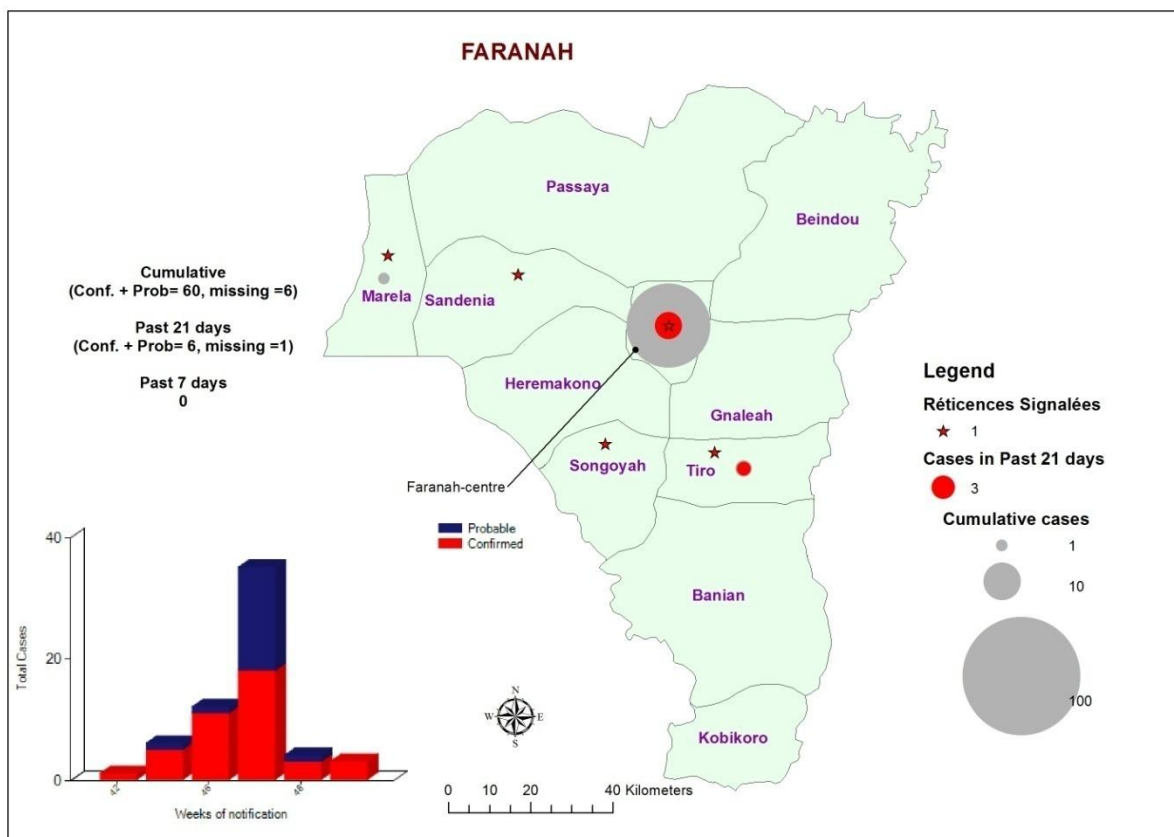 FARANAH
Passaya
Beindou
Cumulative
(Conf. + Prob= 60, missing =6)
Past 21 days
(Conf. + Prob= 6, missing =1)
Past 7 days
0
Marela
Sandenia
Heremakono
Gnaleah
Songoyah
Tiro
Faranah-centre
Banian
Kobikoro
Legend
Réticences Signalées
1
Cases in Past 21 days
3
Cumulative cases
1
10
100
Probable
Confirmed
40
20
0
Total Cases
42
46
48
Weeks of notification
N
W E
S
0 10 20 40 Kilometers